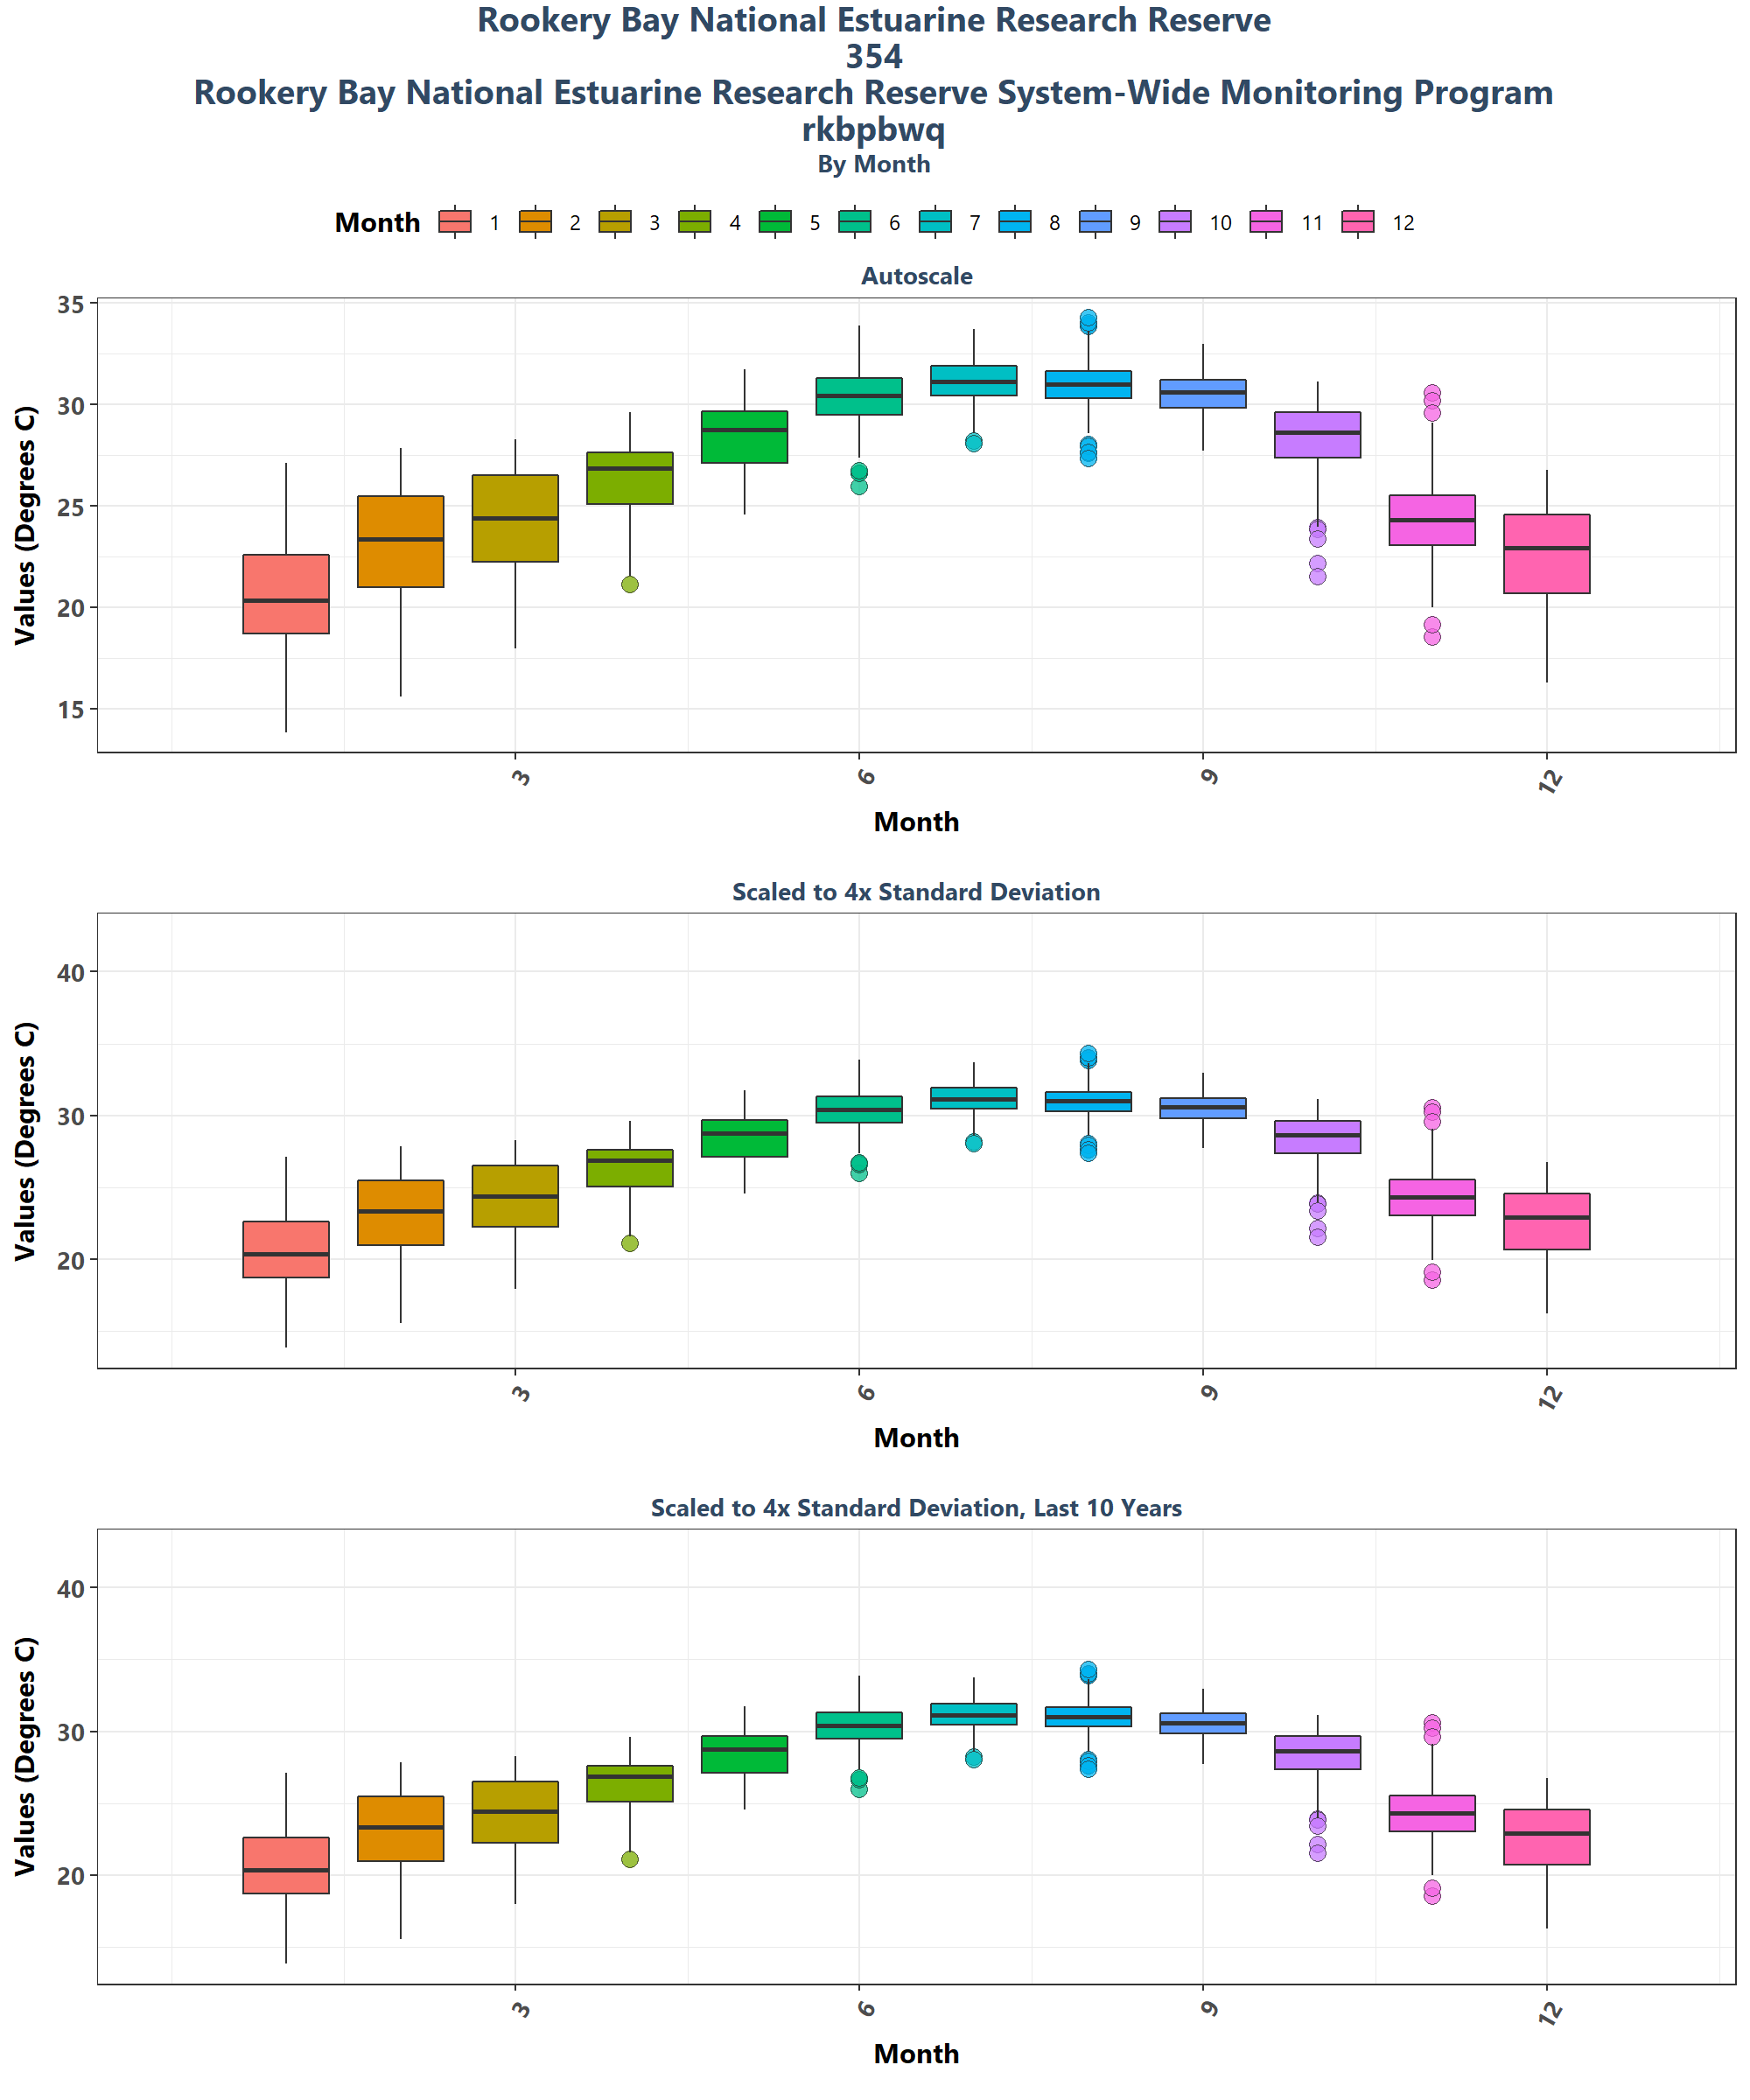 Rookery Bay National Estuarine Research Reserve
354
Rookery Bay National Estuarine Research Reserve System-Wide Monitoring Program
rkbpbwq
By Month
Month 1 2 3 4 5 6 7 8 9 10 11 12
Autoscale
Values (Degrees C)
35
30
25
20
15
3 6 9 12
Month
Scaled to 4x Standard Deviation
Values (Degrees C)
40
30
20
3 6 9 12
Month
Scaled to 4x Standard Deviation, Last 10 Years
Values (Degrees C)
40
30
20
3 6 9 12
Month